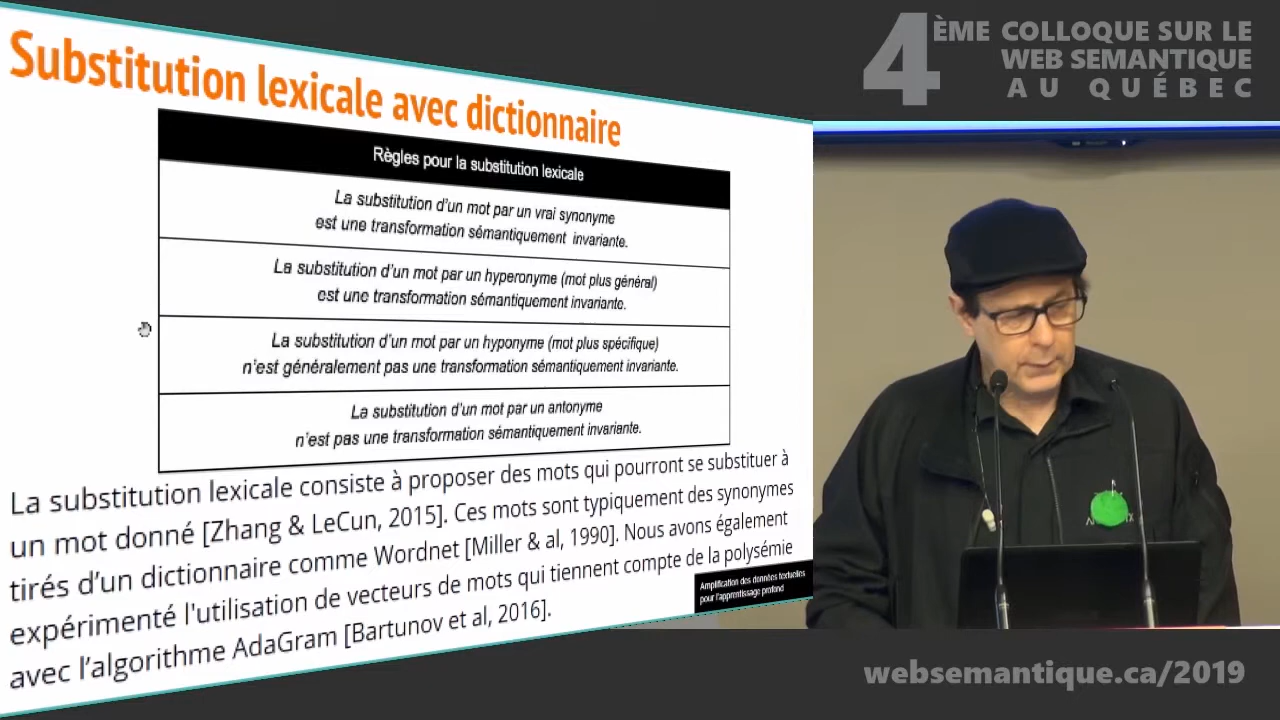 Substitution lexicale avec dictionnaire
Règles pour la substitution lexicale
La substitution d'un mot par un vrai synonyme
est une transformation sémantiquement invariante.
La substitution d'un mot par un hyperonyme (mot plus général)
est une transformation sémantiquement invariante.
La substitution d'un mot par un hyponyme (mot plus spécifique)
n'est généralement pas une transformation sémantiquement invariante.
La substitution d'un mot par un antonyme
n'est pas une transformation sémantiquement invariante.
La substitution lexicale consiste à proposer des mots qui pourront se substituer à
un mot donné [Zhang & LeCun, 2015]. Ces mots sont typiquement des synonymes
tirés d'un dictionnaire comme Wordnet [Miller & al, 1990]. Nous avons également
expérimenté l'utilisation de vecteurs de mots qui tiennent compte de la polysémie
avec l'algorithme AdaGram [Bartunov et al, 2016].
Amplification des données textuelles
pour l'apprentissage profond
4ÈME COLLOQUE SUR LE
WEB SEMANTIQUE
AU QUÉBEC
websemantique.ca/2019